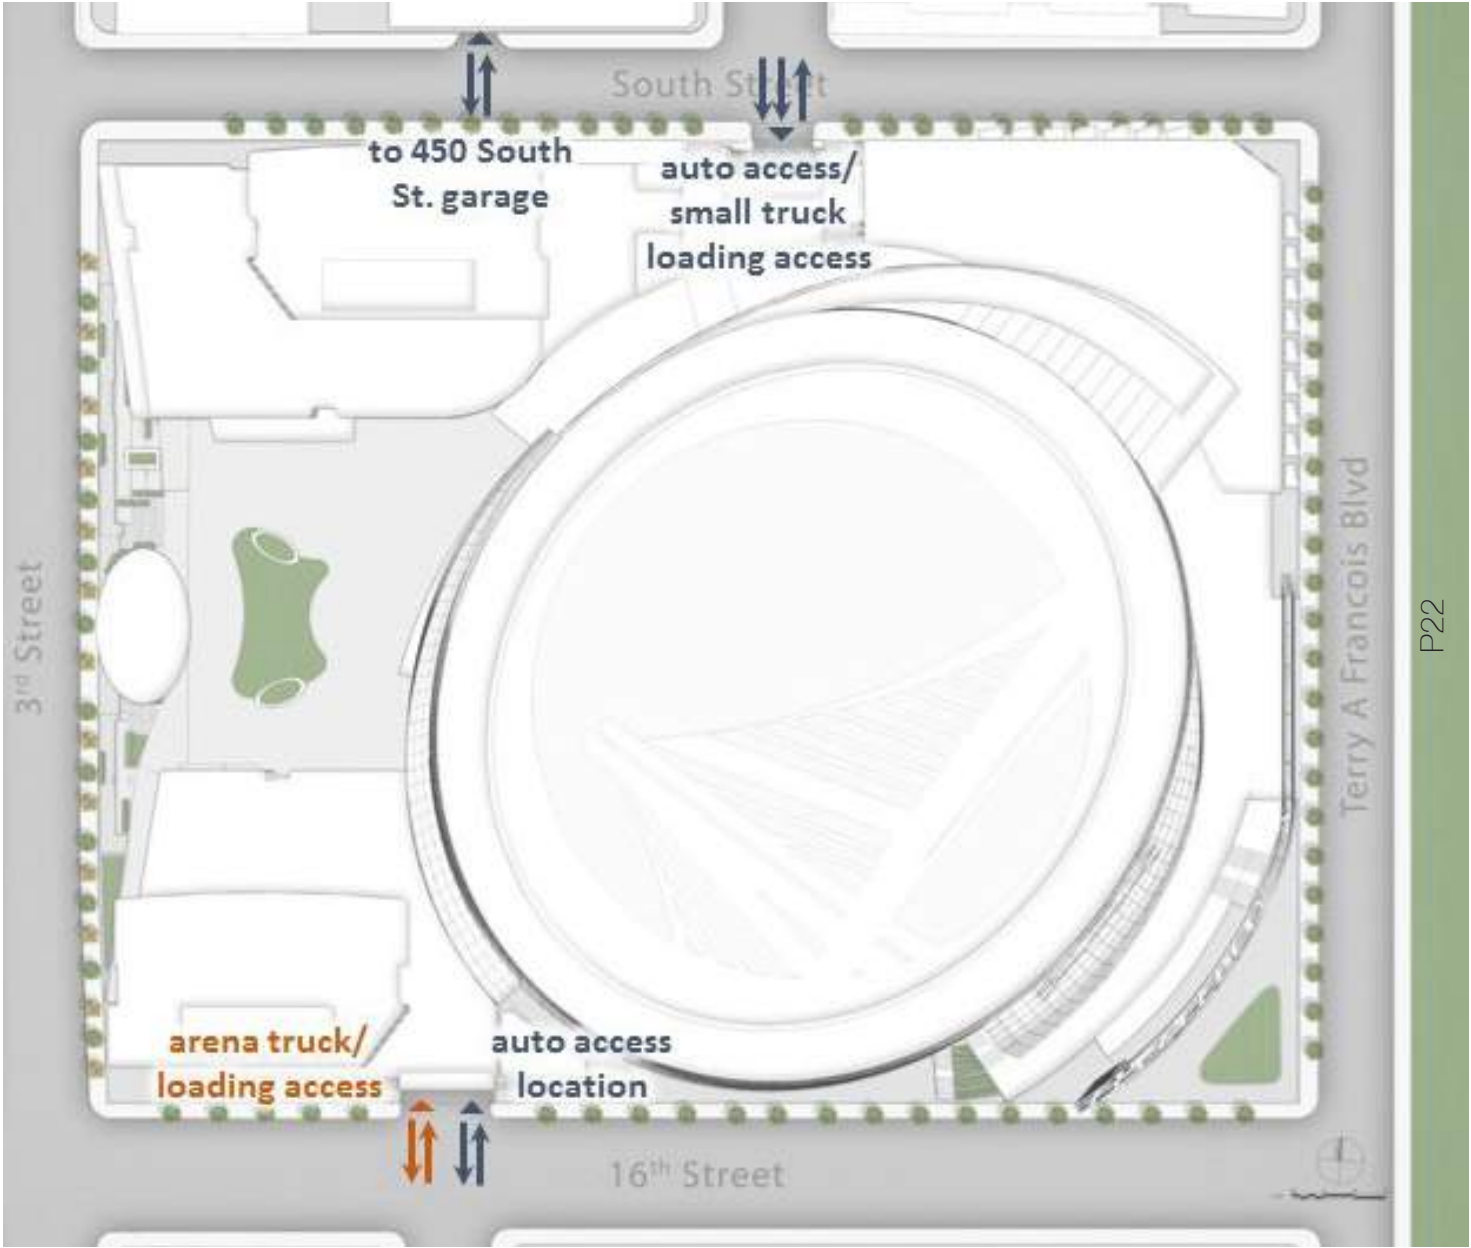 South Street
to 450 South
St. garage
auto access/
small truck
loading access
3rd Street
Terry A Francois Blvd
P22
arena truck/
loading access
auto access
location
16th Street